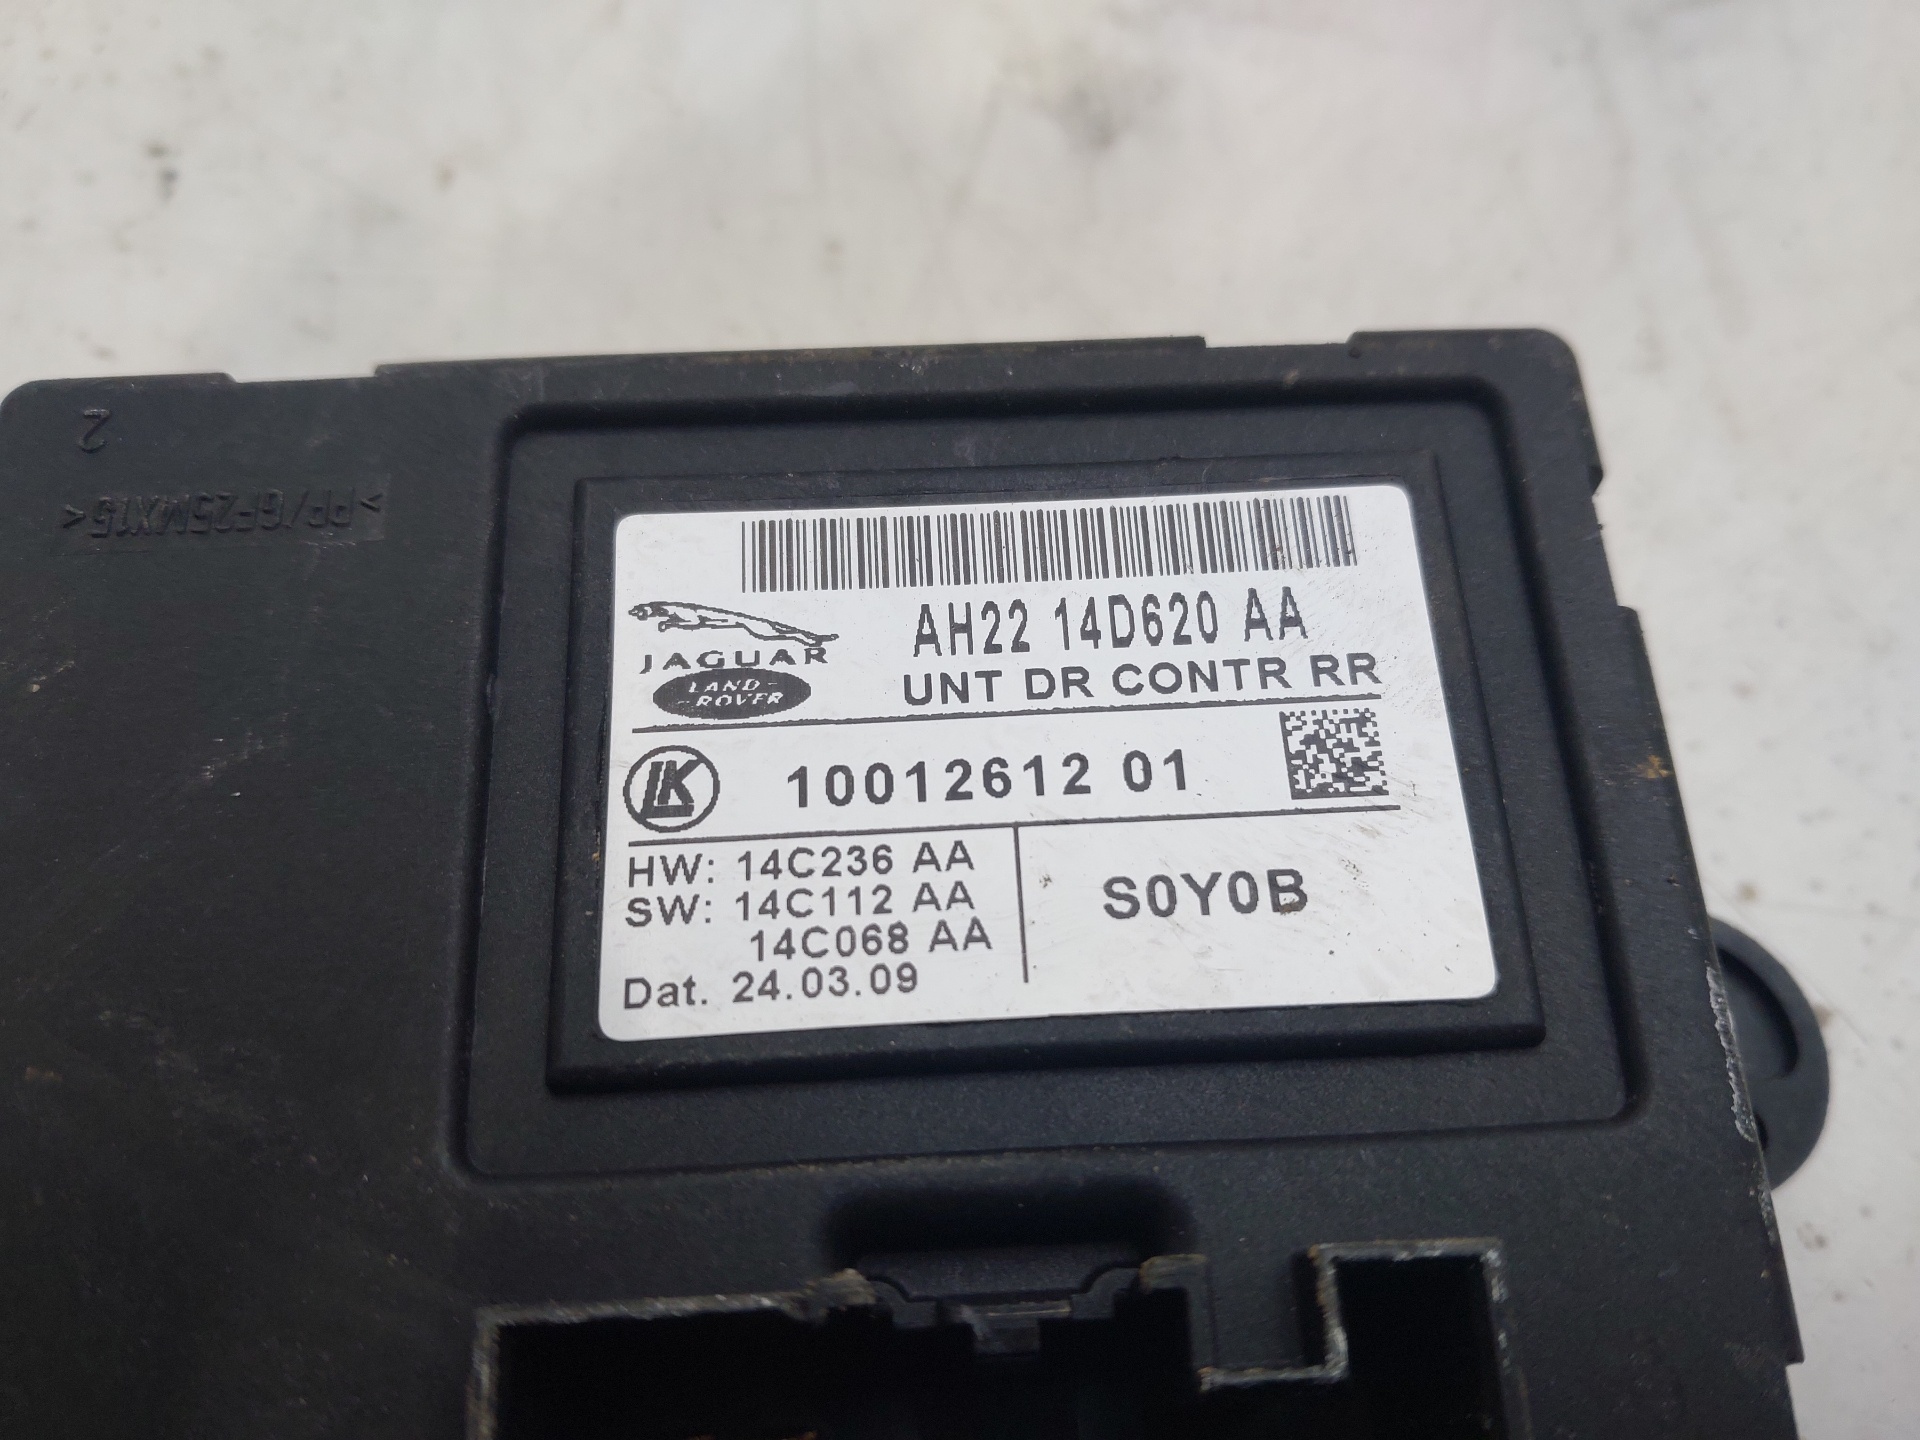 2
>PP/GF25MX15<
AH22 14D620 AA
JAGUAR
LAND-
-ROVER
UNT DR CONTR RR
LK
10012612 01
HW: 14C236 AA
SW: 14C112 AA
14C068 AA
Dat. 24.03.09
S0Y0B